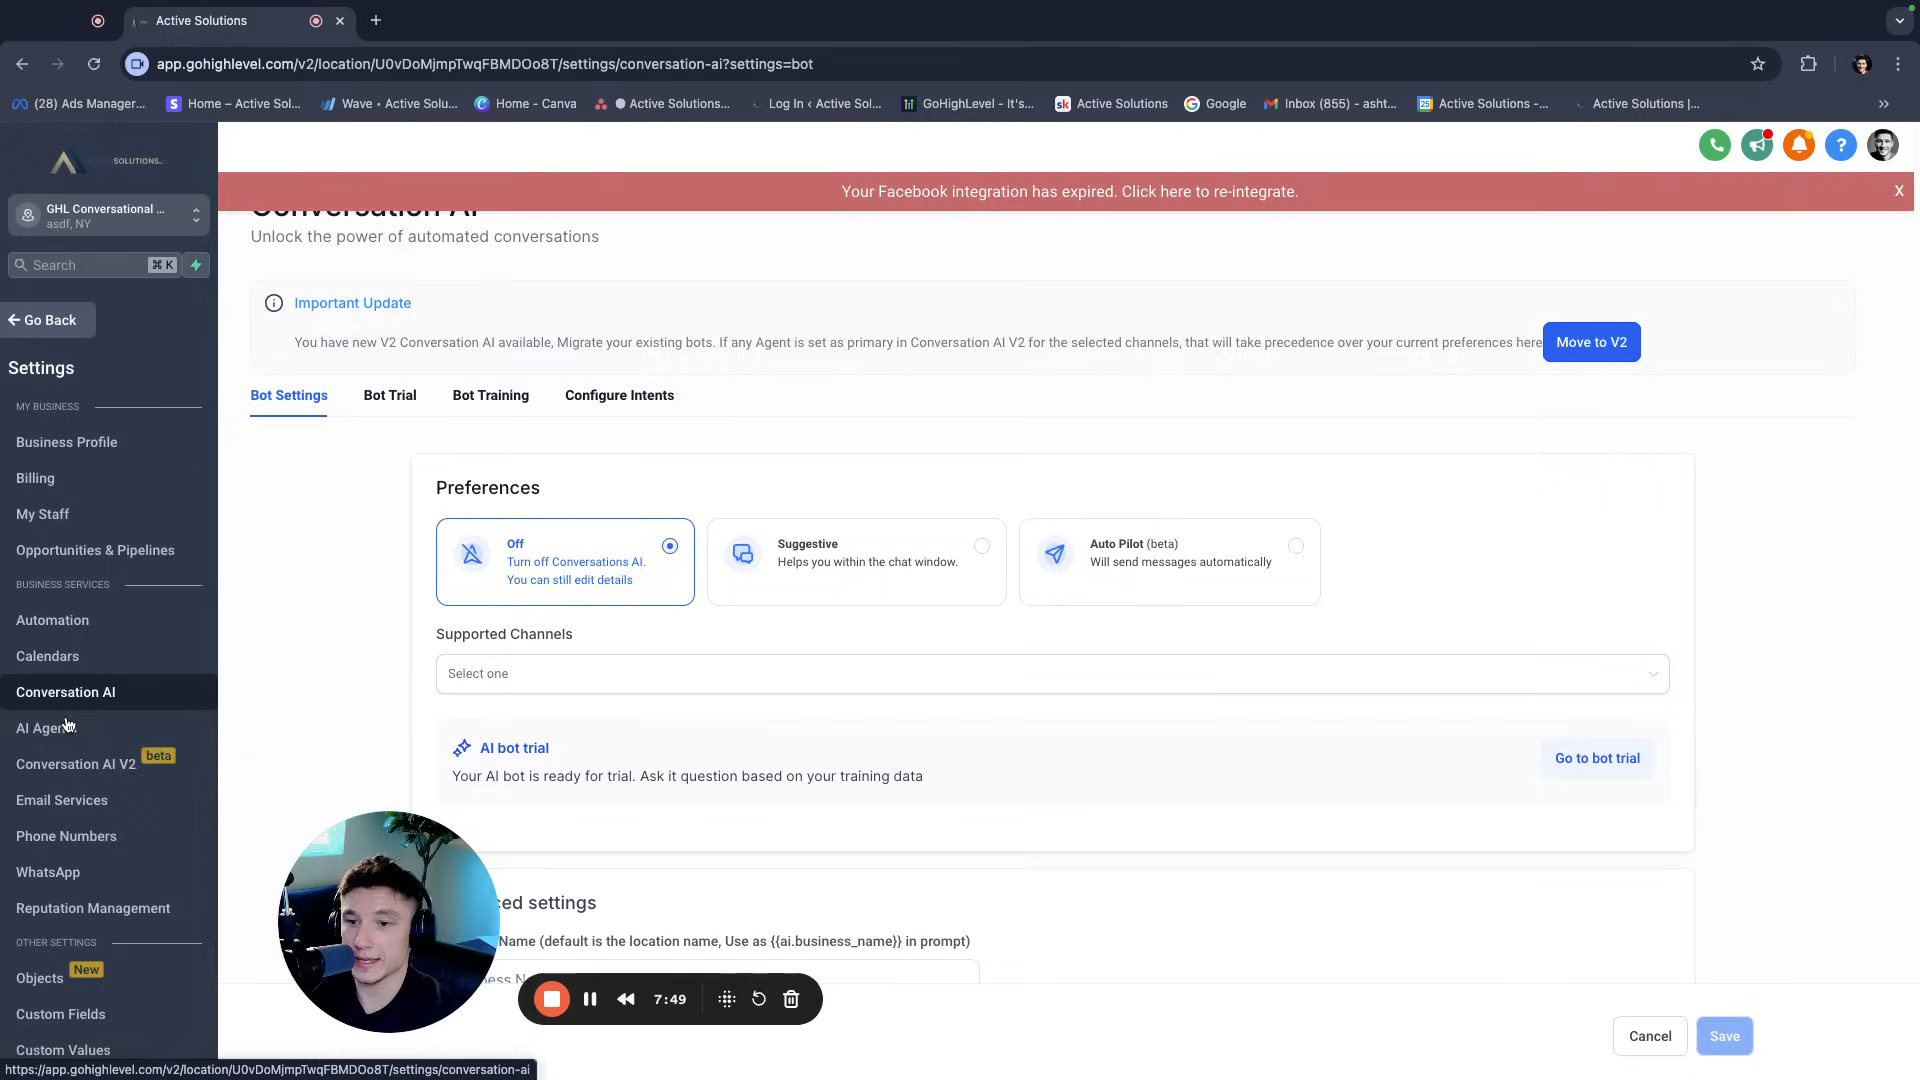 Active Solutions
app.gohighlevel.com/v2/location/U0vDoMjmpTwqFBMDOo8T/settings/conversation-ai?settings=bot
(28) Ads Manager...
Home – Active Sol...
Wave • Active Solu...
Home - Canva
Active Solutions...
Log In ‹ Active Sol...
GoHighLevel - It's...
Active Solutions
Google
Inbox (855) - asht...
Active Solutions -...
Active Solutions |...
SOLUTIONS.
GHL Conversational ...
asdf, NY
Search
⌘ K
Go Back
Settings
MY BUSINESS
Business Profile
Billing
My Staff
Opportunities & Pipelines
BUSINESS SERVICES
Automation
Calendars
Conversation AI
AI Agen
Conversation AI V2
beta
Email Services
Phone Numbers
WhatsApp
Reputation Management
OTHER SETTINGS
Objects
New
Custom Fields
Custom Values
https://app.gohighlevel.com/v2/location/U0vDoMjmpTwqFBMDOo8T/settings/conversation-ai
Your Facebook integration has expired. Click here to re-integrate.
X
Conversation AI
Unlock the power of automated conversations
Important Update
You have new V2 Conversation AI available, Migrate your existing bots. If any Agent is set as primary in Conversation AI V2 for the selected channels, that will take precedence over your current preferences here
Move to V2
Bot Settings
Bot Trial
Bot Training
Configure Intents
Preferences
Off
Turn off Conversations AI.
You can still edit details
Suggestive
Helps you within the chat window.
Auto Pilot (beta)
Will send messages automatically
Supported Channels
Select one
AI bot trial
Your AI bot is ready for trial. Ask it question based on your training data
Go to bot trial
ced settings
Name (default is the location name, Use as {{ai.business_name}} in prompt)
ess N
7:49
Cancel
Save